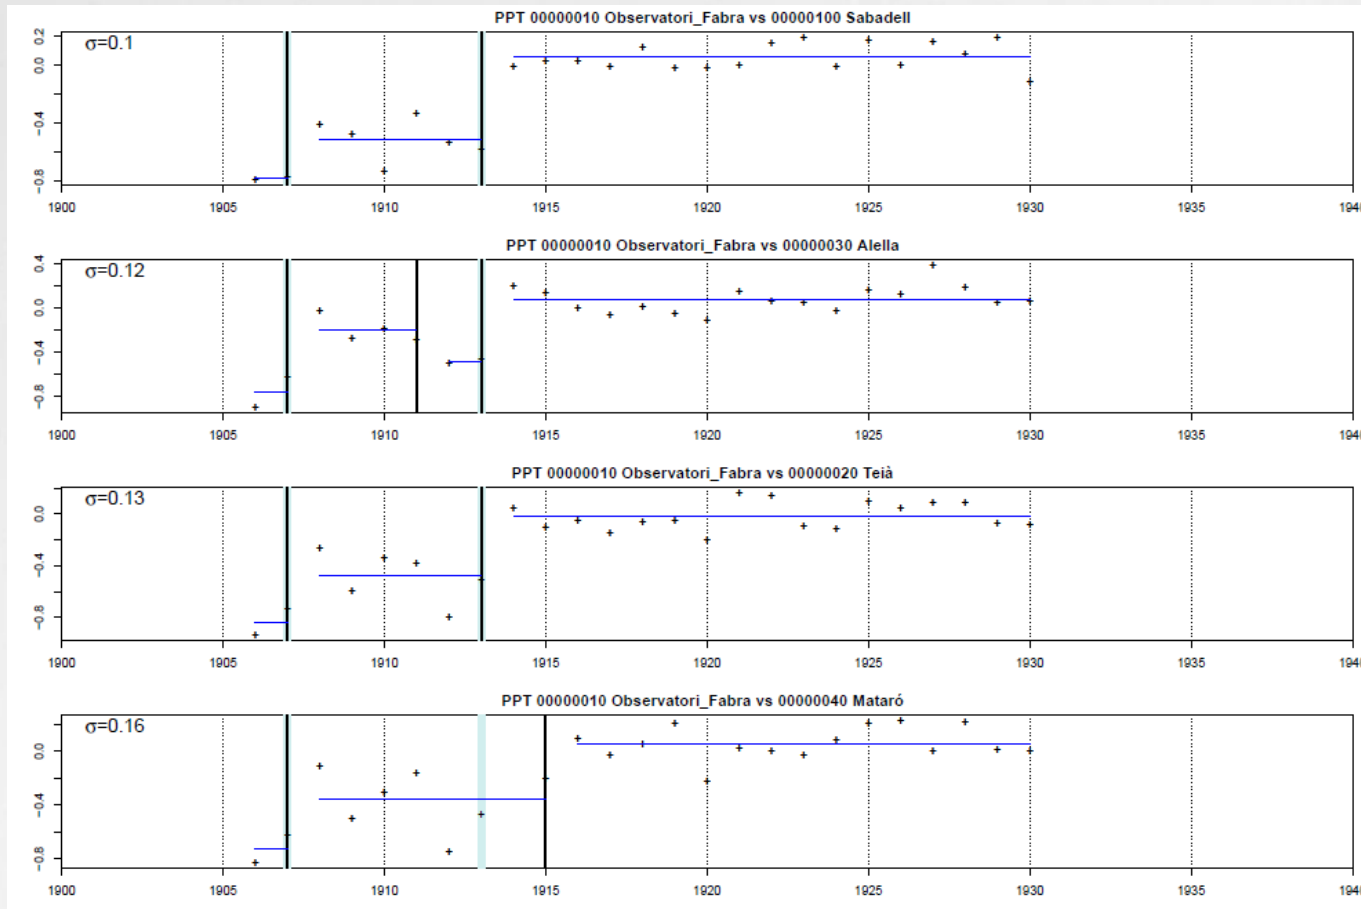 PPT 00000010 Observatori_Fabra vs 00000100 Sabadell
σ=0.1
0.2
0.0
−0.4
−0.8
1900 1905 1910 1915 1920 1925 1930 1935 194
PPT 00000010 Observatori_Fabra vs 00000030 Alella
σ=0.12
0.4
0.0
−0.4
−0.8
1900 1905 1910 1915 1920 1925 1930 1935 194
PPT 00000010 Observatori_Fabra vs 00000020 Teià
σ=0.13
0.0
−0.4
−0.8
1900 1905 1910 1915 1920 1925 1930 1935 194
PPT 00000010 Observatori_Fabra vs 00000040 Mataró
σ=0.16
0.0
−0.4
−0.8
1900 1905 1910 1915 1920 1925 1930 1935 194